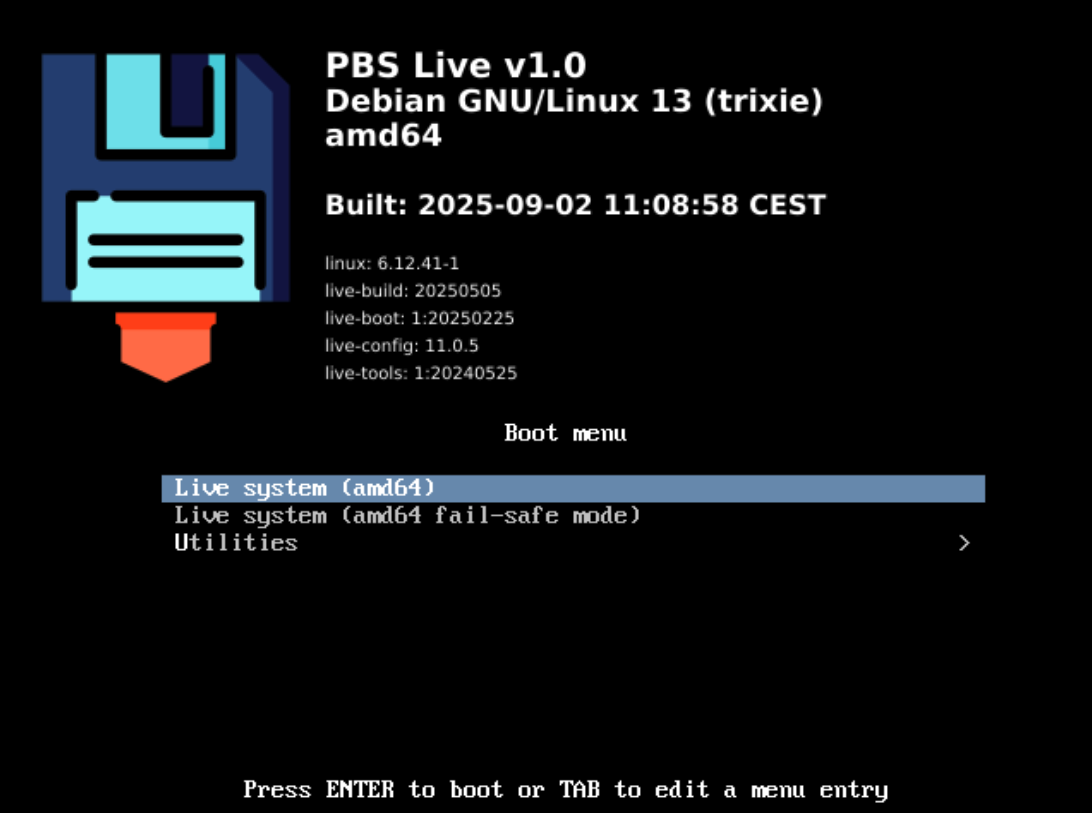 PBS Live v1.0
Debian GNU/Linux 13 (trixie)
amd64
Built: 2025-09-02 11:08:58 CEST
linux: 6.12.41-1
live-build: 20250505
live-boot: 1:20250225
live-config: 11.0.5
live-tools: 1:20240525
Boot menu
Live system (amd64)
Live system (amd64 fail-safe mode)
Utilities >
Press ENTER to boot or TAB to edit a menu entry